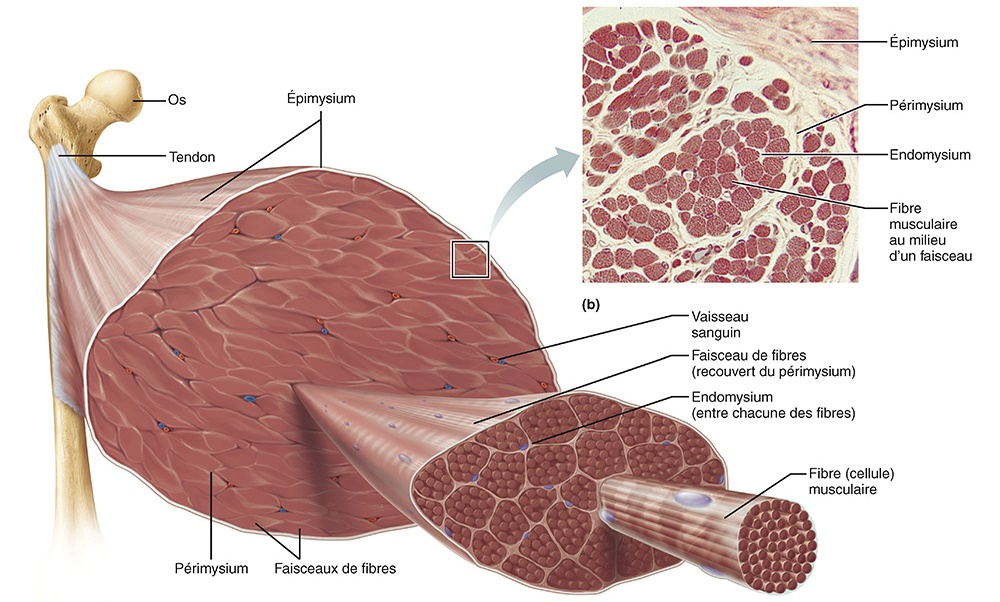 Os
Tendon
Épimysium
Épimysium
Périmysium
Endomysium
Fibre
musculaire
au milieu
d'un faisceau
(b)
Vaisseau
sanguin
Faisceau de fibres
(recouvert du périmysium)
Endomysium
(entre chacune des fibres)
Fibre (cellule)
musculaire
Périmysium
Faisceaux de fibres